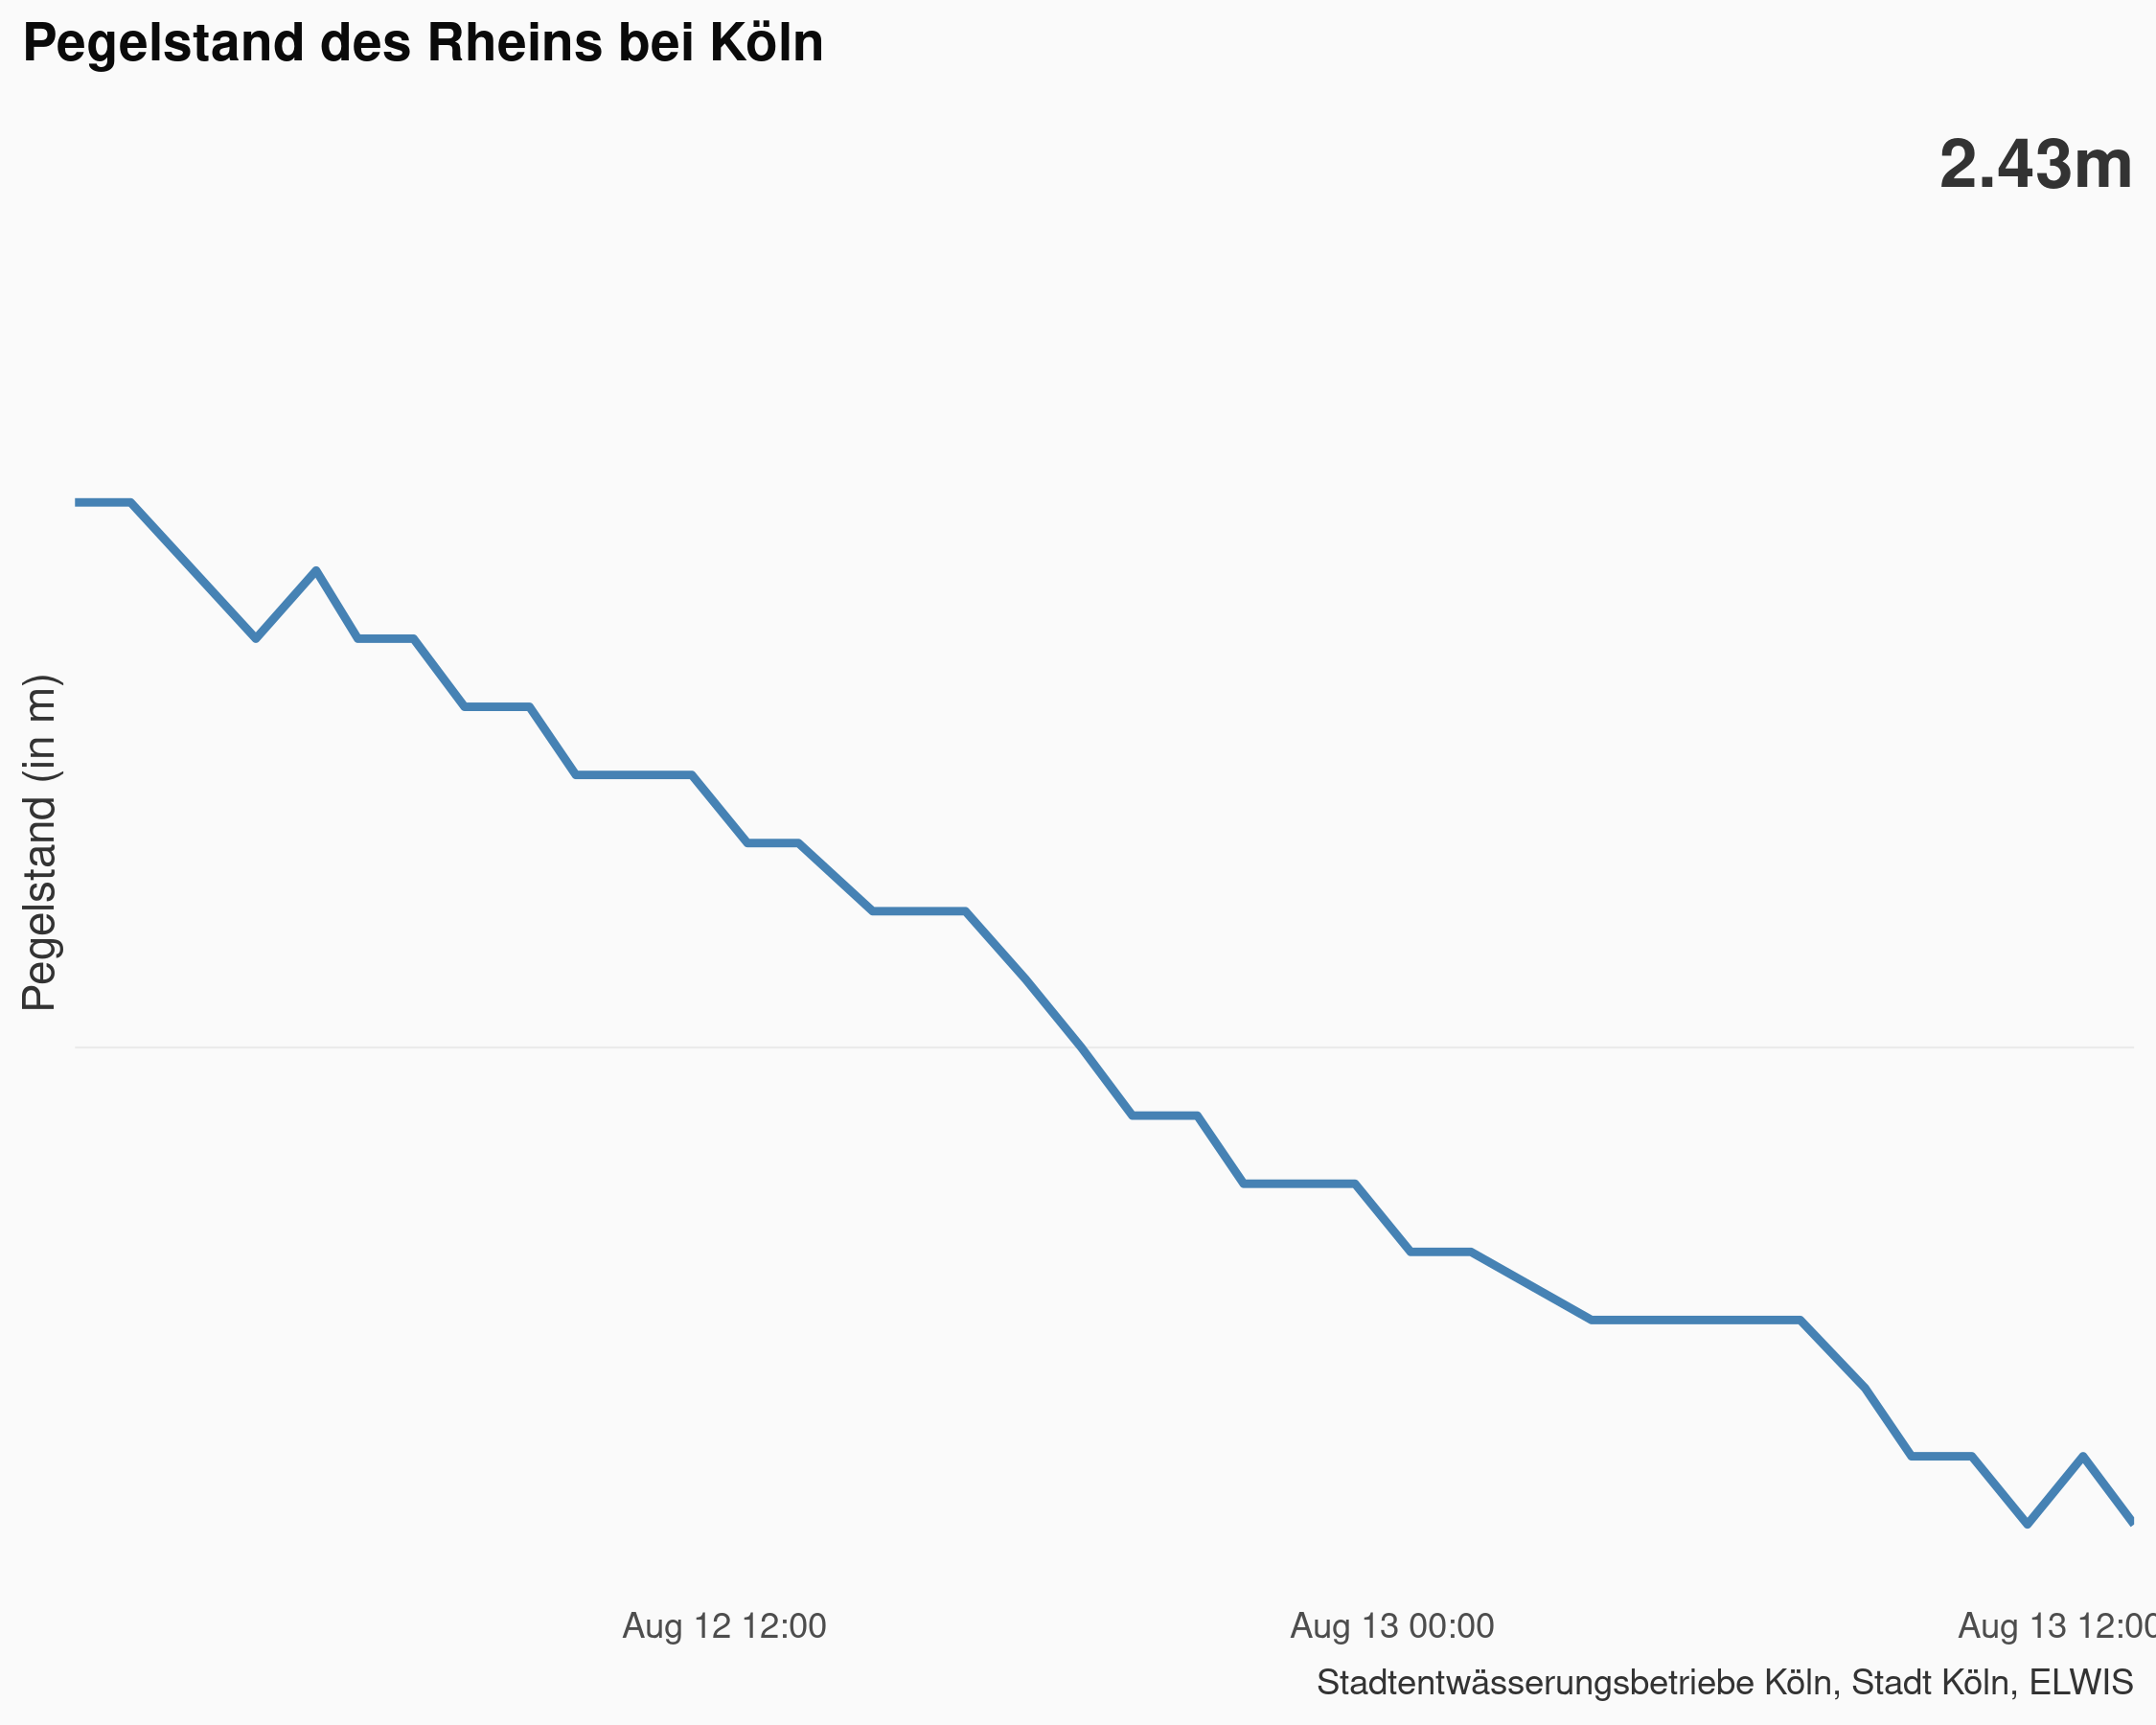 Pegelstand des Rheins bei Köln
2.43m
Pegelstand (in m)
Aug 12 12:00
Aug 13 00:00
Aug 13 12:00
Stadtentwässerungsbetriebe Köln, Stadt Köln, ELWIS